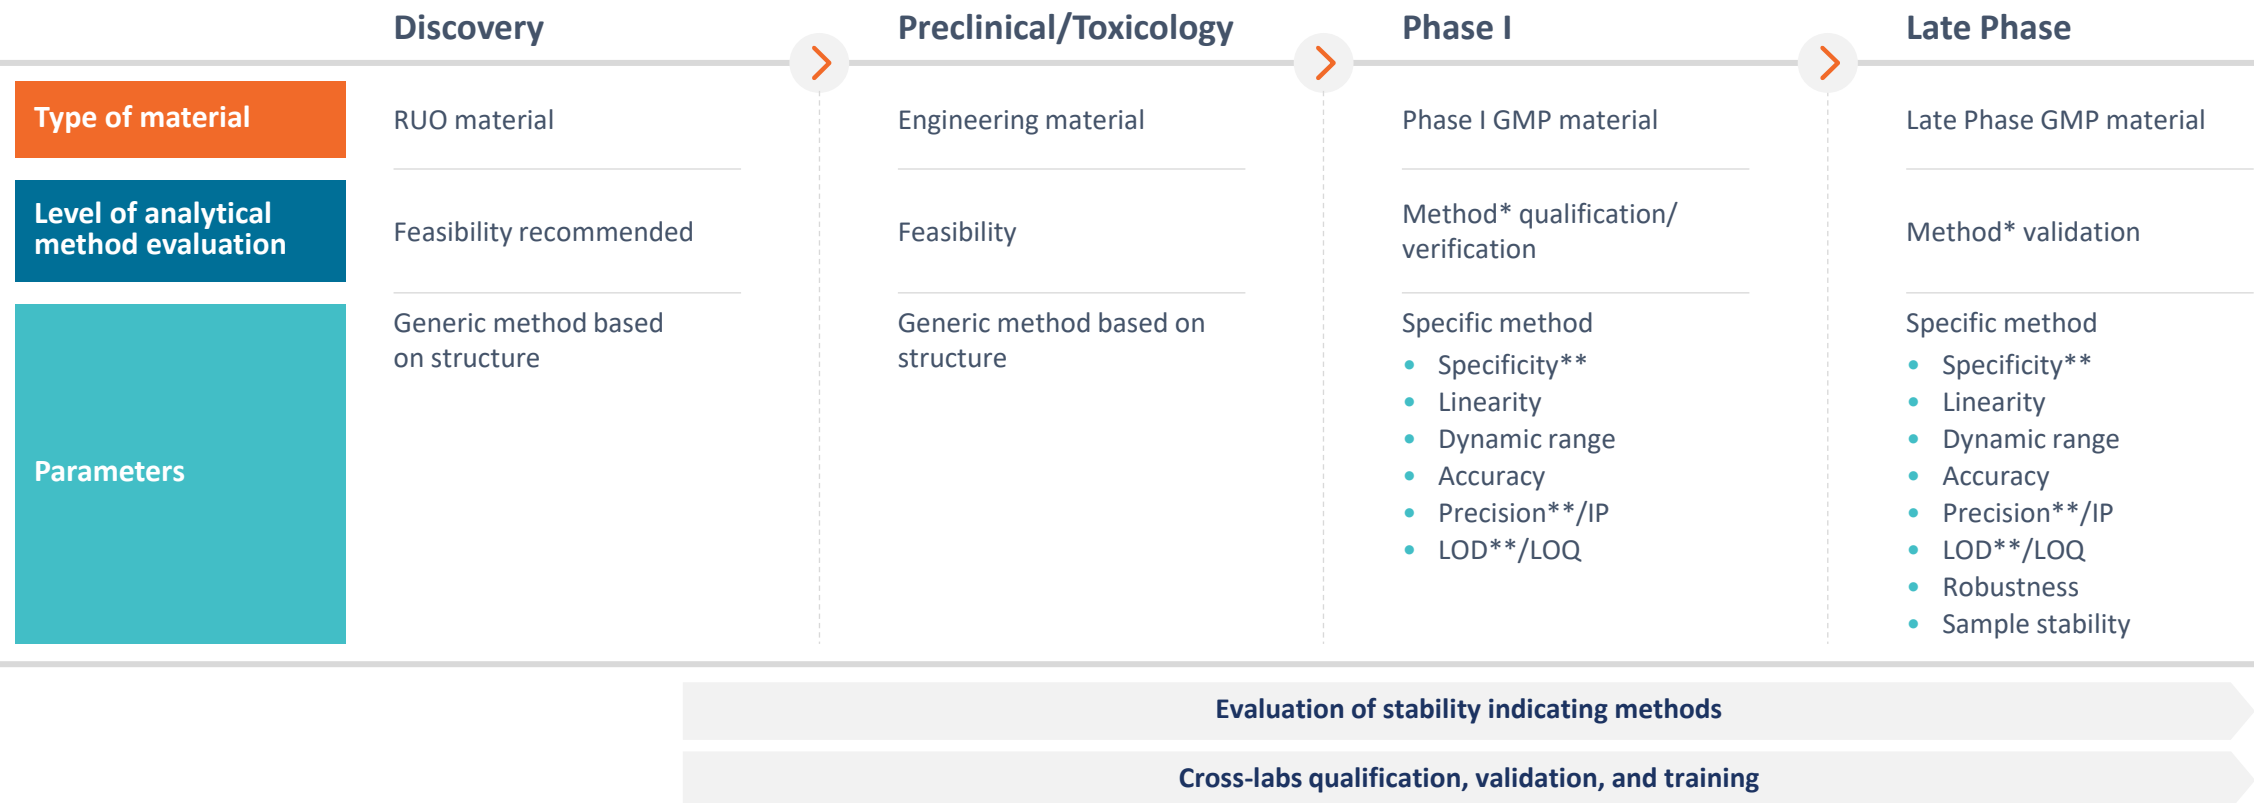 Discovery
Preclinical/Toxicology
Phase I
Late Phase
Type of material
RUO material
Engineering material
Phase I GMP material
Late Phase GMP material
Level of analytical
method evaluation
Feasibility recommended
Feasibility
Method* qualification/
verification
Method* validation
Parameters
Generic method based
on structure
Generic method based on
structure
Specific method
• Specificity**
• Linearity
• Dynamic range
• Accuracy
• Precision**/IP
• LOD**/LOQ
Specific method
• Specificity**
• Linearity
• Dynamic range
• Accuracy
• Precision**/IP
• LOD**/LOQ
• Robustness
• Sample stability
Evaluation of stability indicating methods
Cross-labs qualification, validation, and training